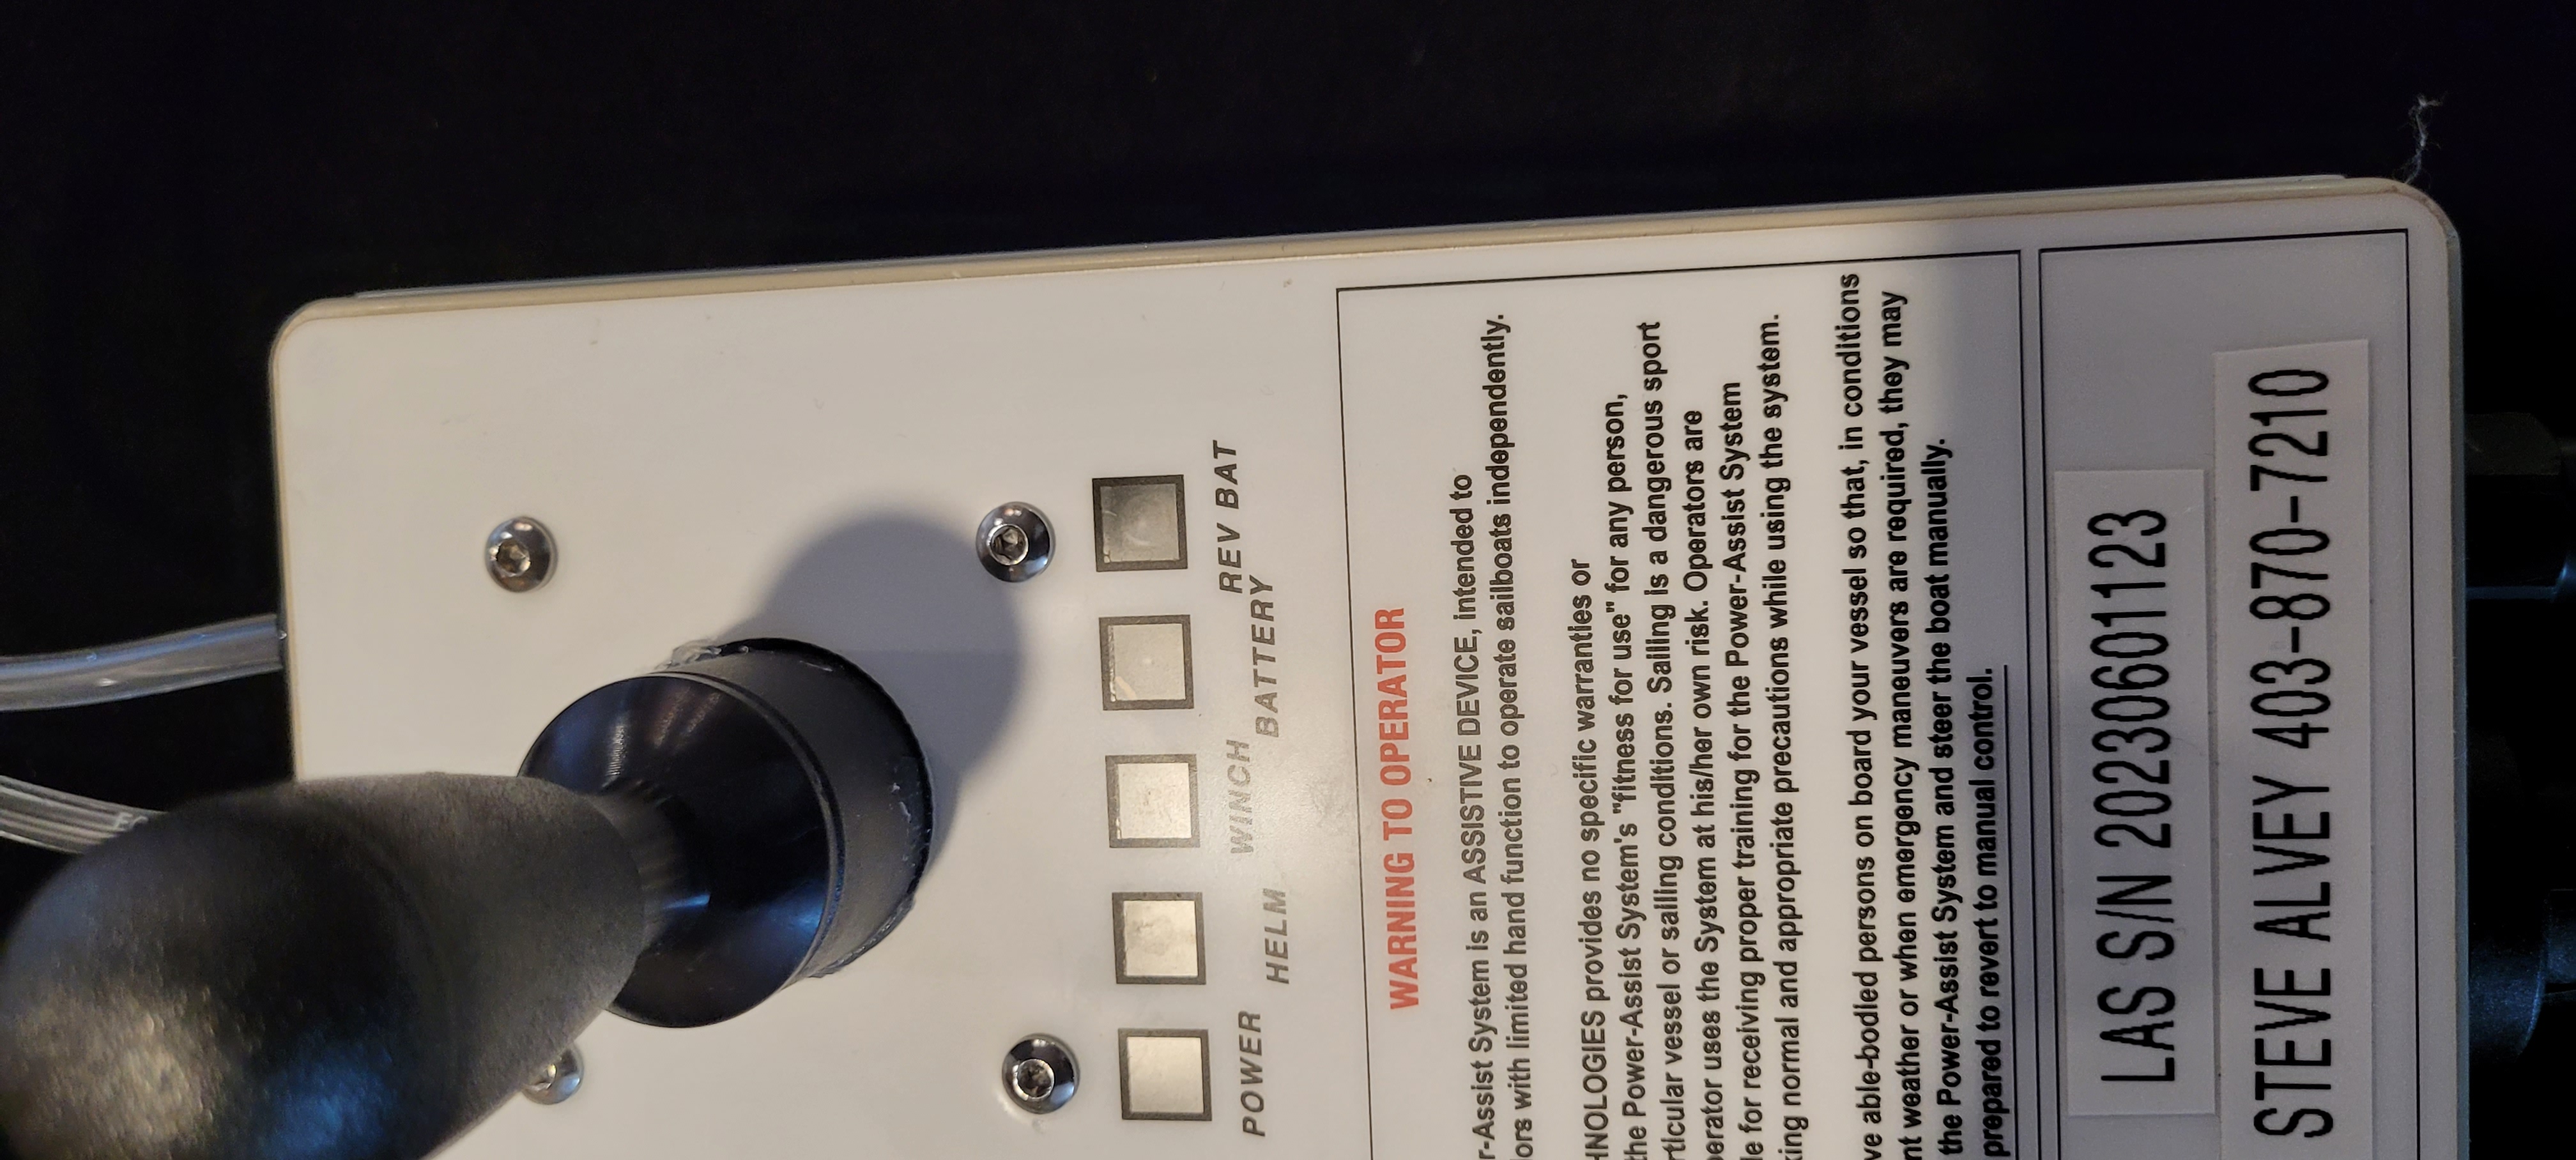 POWER
HELM
WINCH
BATTERY
REV BAT
WARNING TO OPERATOR
r-Assist System is an ASSISTIVE DEVICE, intended to
lors with limited hand function to operate sailboats independently.
HNOLOGIES provides no specific warranties or
the Power-Assist System's "fitness for use" for any person,
rticular vessel or sailing conditions. Sailing is a dangerous sport
perator uses the System at his/her own risk. Operators are
le for receiving proper training for the Power-Assist System
king normal and appropriate precautions while using the system.
ve able-bodied persons on board your vessel so that, in conditions
nt weather or when emergency maneuvers are required, they may
the Power-Assist System and steer the boat manually.
prepared to revert to manual control.
LAS S/N 20230601123
STEVE ALVEY 403-870-7210